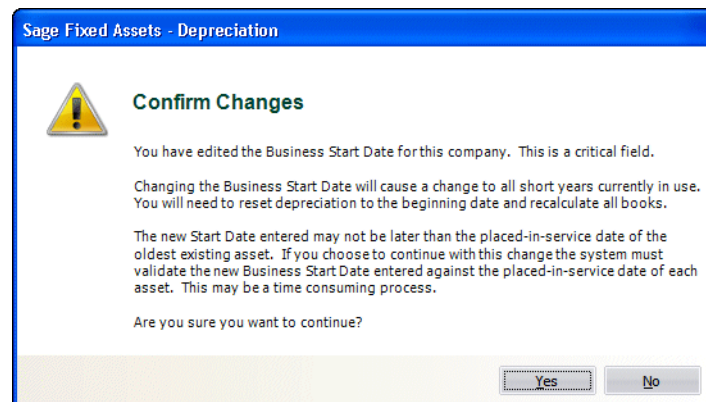 Sage Fixed Assets - Depreciation
Confirm Changes
You have edited the Business Start Date for this company. This is a critical field.
Changing the Business Start Date will cause a change to all short years currently in use.
You will need to reset depreciation to the beginning date and recalculate all books.
The new Start Date entered may not be later than the placed-in-service date of the
oldest existing asset. If you choose to continue with this change the system must
validate the new Business Start Date entered against the placed-in-service date of each
asset. This may be a time consuming process.
Are you sure you want to continue?
Yes No